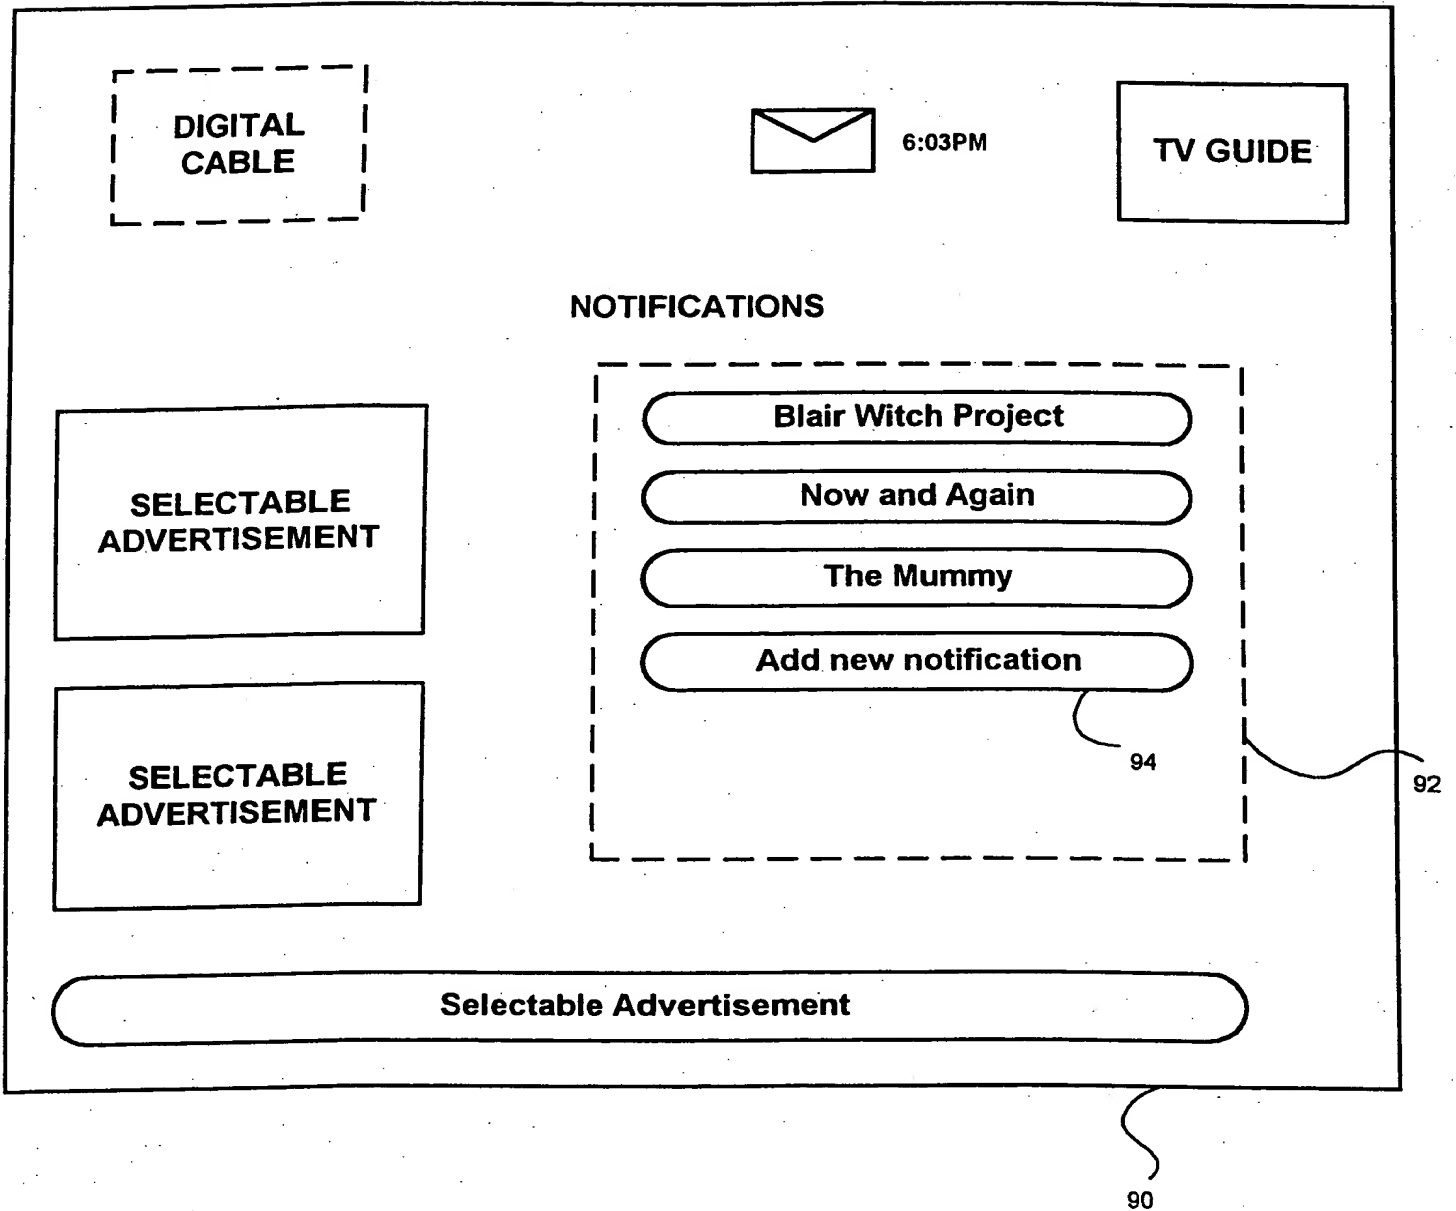 DIGITAL
CABLE
6:03PM
TV GUIDE
NOTIFICATIONS
SELECTABLE
ADVERTISEMENT
SELECTABLE
ADVERTISEMENT
Blair Witch Project
Now and Again
The Mummy
Add new notification
94
92
Selectable Advertisement
90